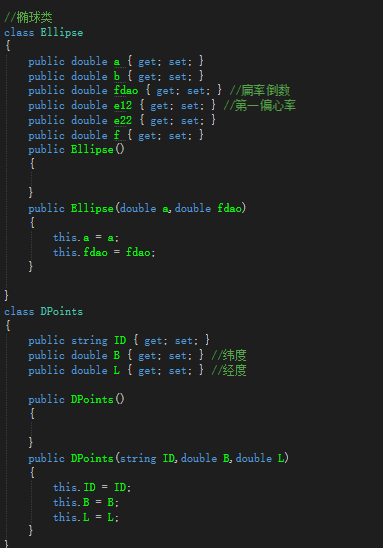 //椭球类
class Ellipse
{
    public double a { get; set; }
    public double b { get; set; }
    public double fdao { get; set; } //扁率倒数
    public double e12 { get; set; } //第一偏心率
    public double e22 { get; set; }
    public double f { get; set; }
    public Ellipse()
    {

    }
    public Ellipse(double a,double fdao)
    {
        this.a = a;
        this.fdao = fdao;
    }

}
class DPoints
{
    public string ID { get; set; }
    public double B { get; set; } //纬度
    public double L { get; set; } //经度

    public DPoints()
    {

    }
    public DPoints(string ID,double B,double L)
    {
        this.ID = ID;
        this.B = B;
        this.L = L;
    }
}